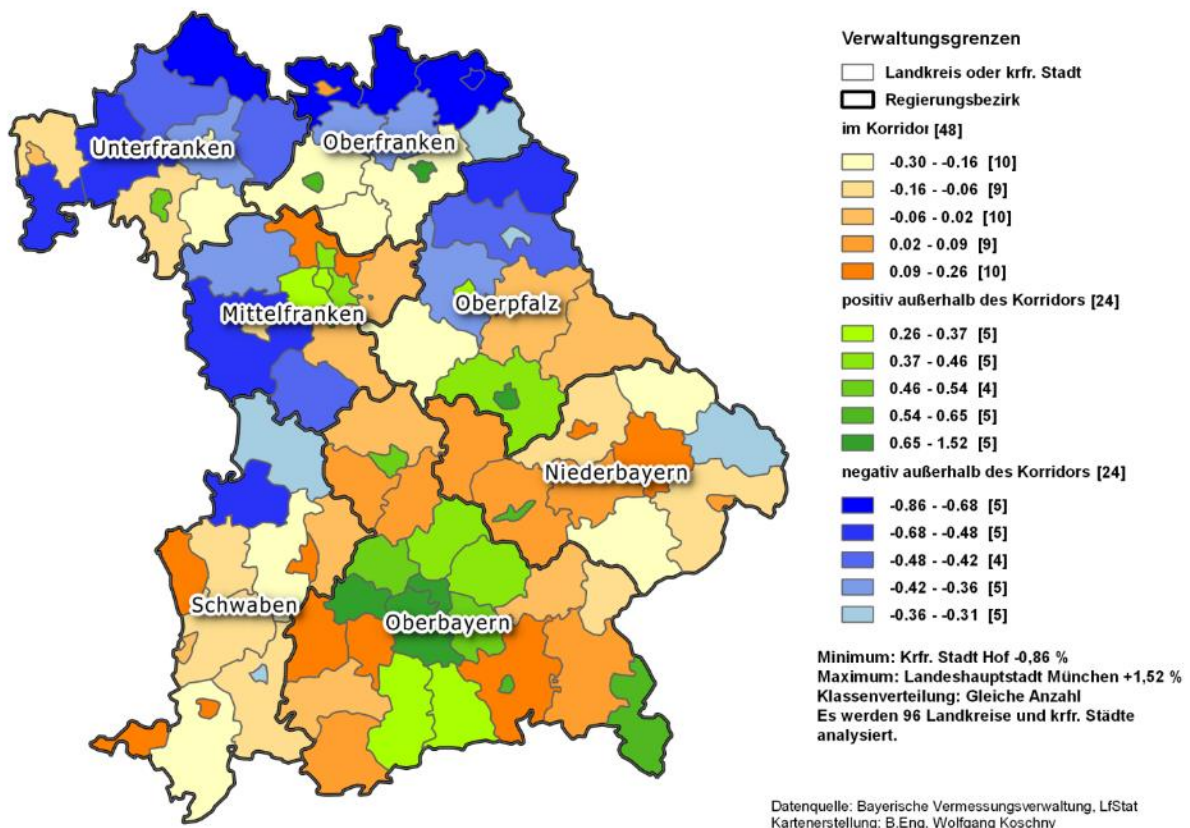 Unterfranken
Oberfranken
Mittelfranken
Oberpfalz
Niederbayern
Schwaben
Oberbayern
Verwaltungsgrenzen
Landkreis oder krfr. Stadt
Regierungsbezirk
im Korridor [48]
-0.30 - -0.16 [10]
-0.16 - -0.06 [9]
-0.06 - 0.02 [10]
0.02 - 0.09 [9]
0.09 - 0.26 [10]
positiv außerhalb des Korridors [24]
0.26 - 0.37 [5]
0.37 - 0.46 [5]
0.46 - 0.54 [4]
0.54 - 0.65 [5]
0.65 - 1.52 [5]
negativ außerhalb des Korridors [24]
-0.86 - -0.68 [5]
-0.68 - -0.48 [5]
-0.48 - -0.42 [4]
-0.42 - -0.36 [5]
-0.36 - -0.31 [5]
Minimum: Krfr. Stadt Hof -0,86 %
Maximum: Landeshauptstadt München +1,52 %
Klassenverteilung: Gleiche Anzahl
Es werden 96 Landkreise und krfr. Städte
analysiert.
Datenquelle: Bayerische Vermessungsverwaltung, LfStat
Kartenerstellung: B.Eng. Wolfgang Koschny